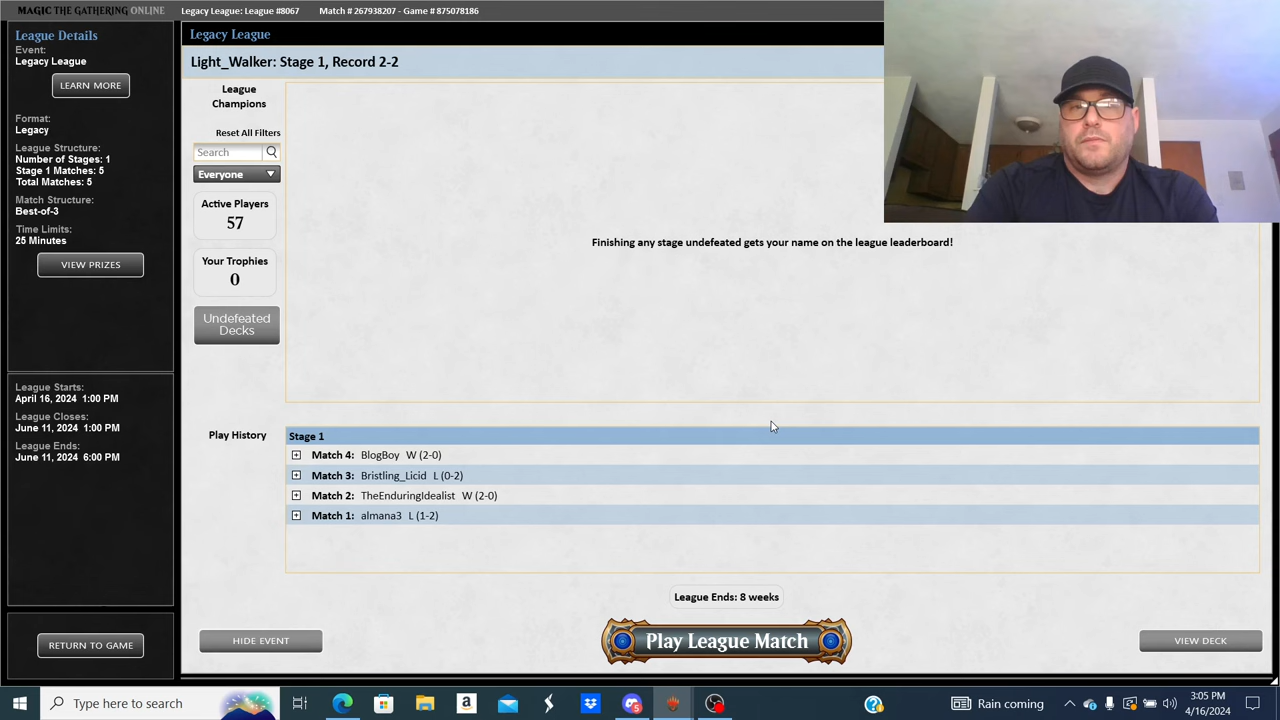 MAGIC THE GATHERING ONLINE
Legacy League: League #8067
Match # 267938207 - Game # 875078186
League Details
Event:
Legacy League
LEARN MORE
Format:
Legacy
League Structure:
Number of Stages: 1
Stage 1 Matches: 5
Total Matches: 5
Match Structure:
Best-of-3
Time Limits:
25 Minutes
VIEW PRIZES
League Starts:
April 16, 2024 1:00 PM
League Closes:
June 11, 2024 1:00 PM
League Ends:
June 11, 2024 6:00 PM
RETURN TO GAME
Legacy League
Light_Walker: Stage 1, Record 2-2
League
Champions
Reset All Filters
Search
Everyone
Active Players
57
Your Trophies
0
Undefeated
Decks
Finishing any stage undefeated gets your name on the league leaderboard!
Play History
Stage 1
Match 4: BlogBoy W (2-0)
Match 3: Bristling_Licid L (0-2)
Match 2: TheEnduringIdealist W (2-0)
Match 1: almana3 L (1-2)
League Ends: 8 weeks
HIDE EVENT
Play League Match
VIEW DECK
Type here to search
Rain coming
3:05 PM
4/16/2024